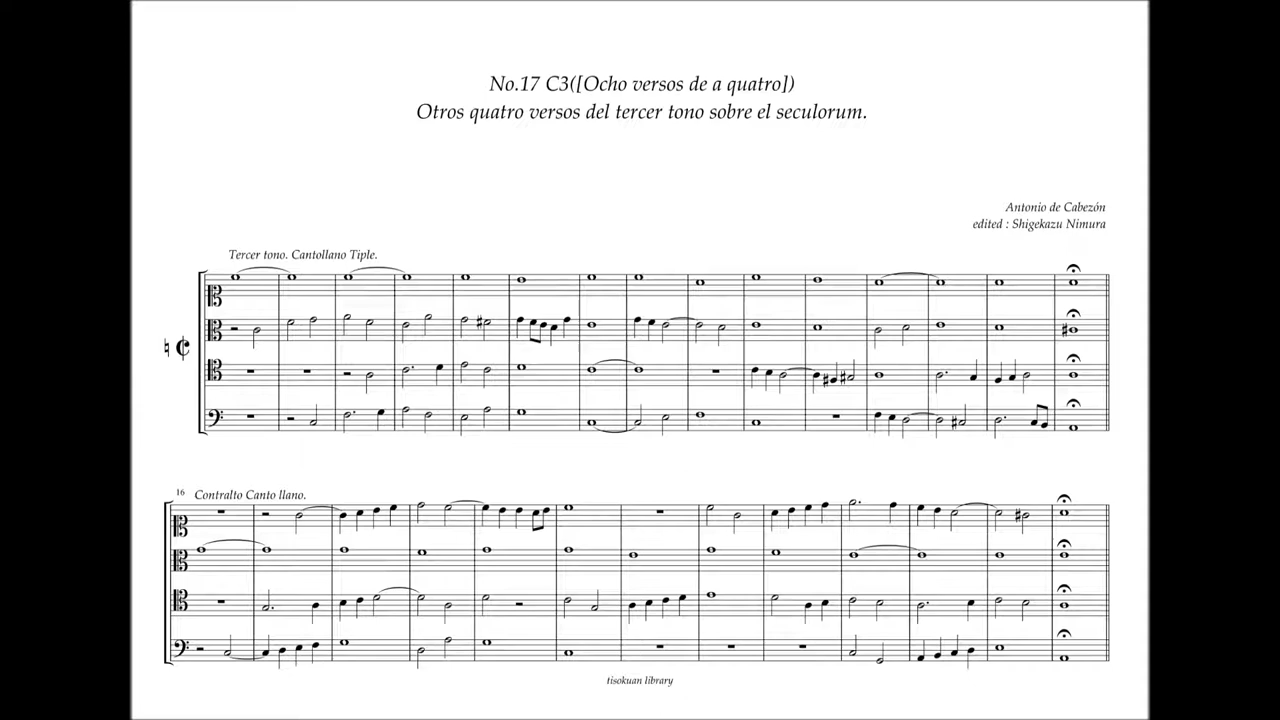 No.17 C3([Ocho versos de a quatro])
Otros quatro versos del tercer tono sobre el seculorum.
Antonio de Cabezón
edited : Shigekazu Nimura
Tercer tono. Cantollano Tiple.
16 Contralto Canto llano.
tisokuan library